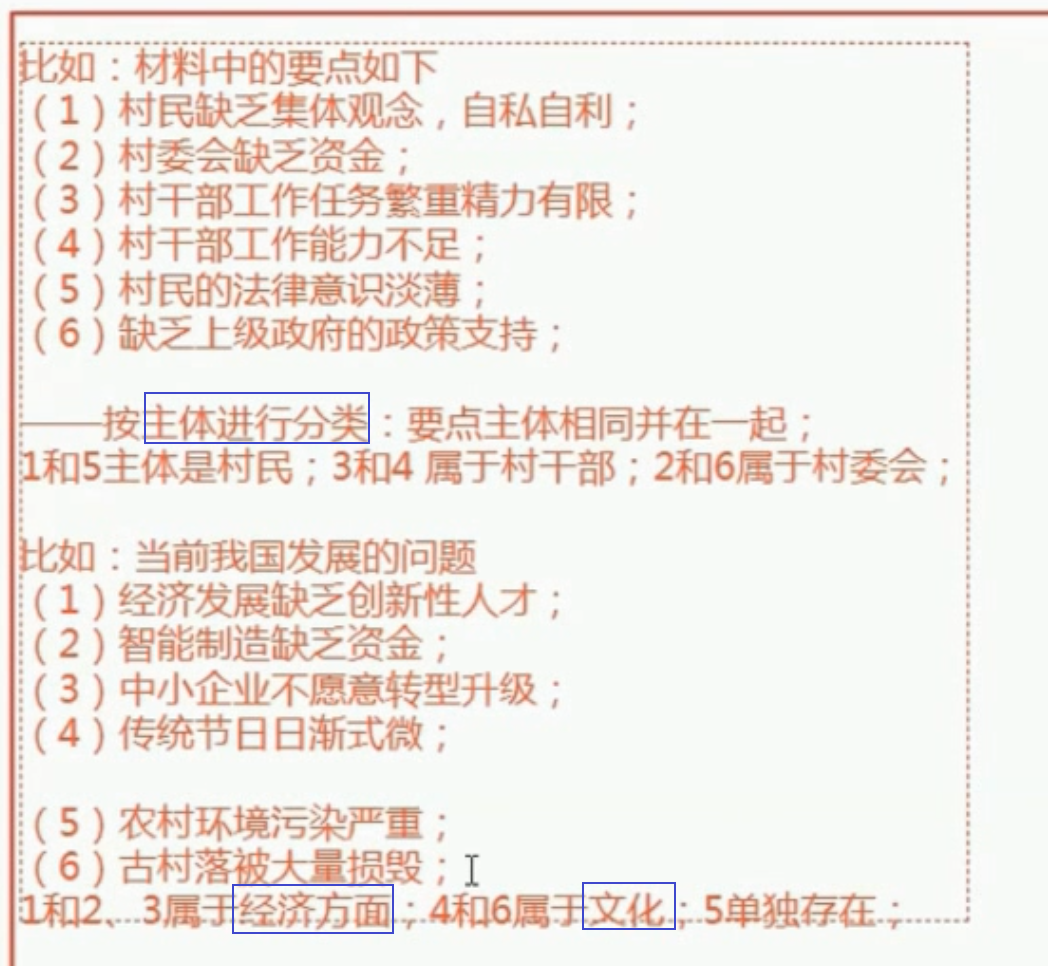 比如：材料中的要点如下
（1）村民缺乏集体观念，自私自利；
（2）村委会缺乏资金；
（3）村干部工作任务繁重精力有限；
（4）村干部工作能力不足；
（5）村民的法律意识淡薄；
（6）缺乏上级政府的政策支持；
——按主体进行分类：要点主体相同并在一起；
1和5主体是村民；3和4 属于村干部；2和6属于村委会；
比如：当前我国发展的问题
（1）经济发展缺乏创新性人才；
（2）智能制造缺乏资金；
（3）中小企业不愿意转型升级；
（4）传统节日日渐式微；
（5）农村环境污染严重；
（6）古村落被大量损毁；
1和2、3属于经济方面；4和6属于文化；5单独存在；